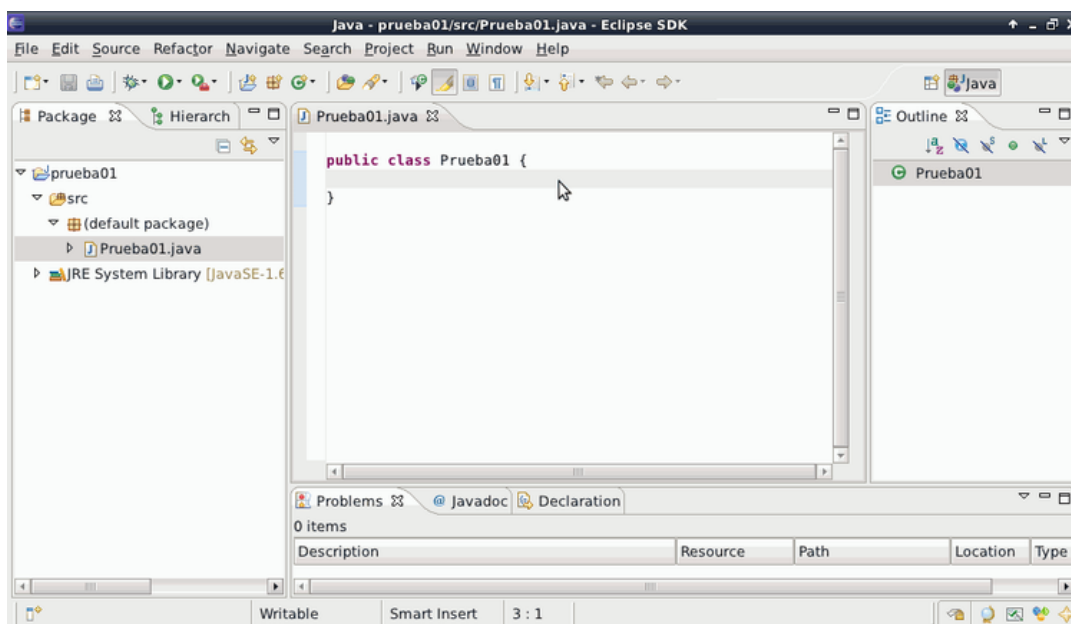 Java - prueba01/src/Prueba01.java - Eclipse SDK
File Edit Source Refactor Navigate Search Project Run Window Help
Java
Package Hierarch
Prueba01.java
Outline
prueba01
src
(default package)
Prueba01.java
JRE System Library [JavaSE-1.6
public class Prueba01 {
}
Prueba01
Problems @ Javadoc Declaration
0 items
Description Resource Path Location Type
Writable Smart Insert 3 : 1